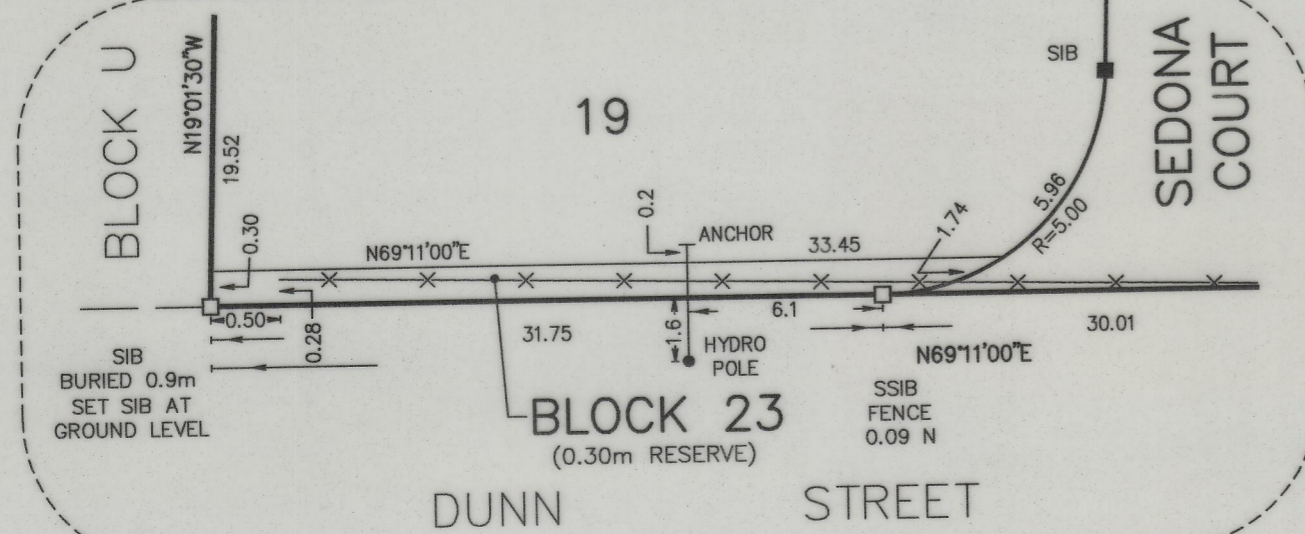 BLOCK U
N19°01'30"W
19.52
19
SIB
SEDONA
COURT
0.30
0.2
ANCHOR
N69°11'00"E
33.45
1.74
5.96
R=5.00
0.50
0.28
31.75
1.6
6.1
30.01
HYDRO
POLE
N69°11'00"E
SIB
BURIED 0.9m
SET SIB AT
GROUND LEVEL
BLOCK 23
(0.30m RESERVE)
SSIB
FENCE
0.09 N
DUNN STREET